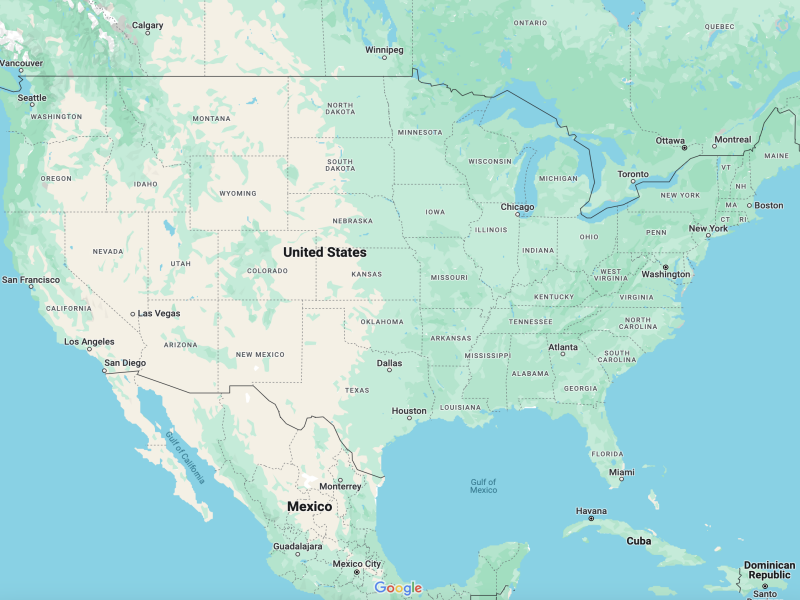 ONTARIO
QUEBEC
Calgary
Winnipeg
Vancouver
Seattle
WASHINGTON
MONTANA
NORTH
DAKOTA
MINNESOTA
Ottawa
Montreal
MAINE
OREGON
IDAHO
SOUTH
DAKOTA
WISCONSIN
MICHIGAN
Toronto
VT
NH
WYOMING
NEW YORK
MA
Boston
NEBRASKA
IOWA
Chicago
CT
RI
ILLINOIS
INDIANA
OHIO
PENN
New York
NEVADA
UTAH
COLORADO
United States
KANSAS
MISSOURI
WEST
VIRGINIA
Washington
San Francisco
CALIFORNIA
Las Vegas
KENTUCKY
VIRGINIA
OKLAHOMA
TENNESSEE
NORTH
CAROLINA
Los Angeles
ARIZONA
NEW MEXICO
ARKANSAS
MISSISSIPPI
Atlanta
SOUTH
CAROLINA
San Diego
Dallas
ALABAMA
TEXAS
GEORGIA
Houston
LOUISIANA
Gulf of California
FLORIDA
Miami
Monterrey
Gulf of
Mexico
Mexico
Havana
Cuba
Guadalajara
Mexico City
Dominican
Republic
Google
Santo